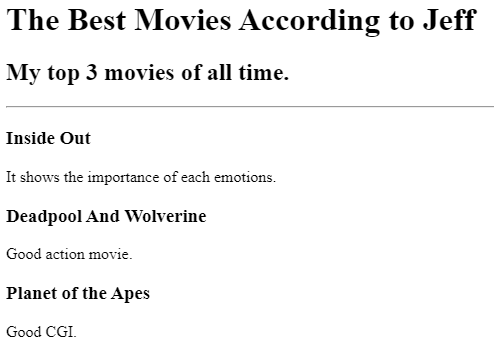 The Best Movies According to Jeff
My top 3 movies of all time.
Inside Out
It shows the importance of each emotions.
Deadpool And Wolverine
Good action movie.
Planet of the Apes
Good CGI.